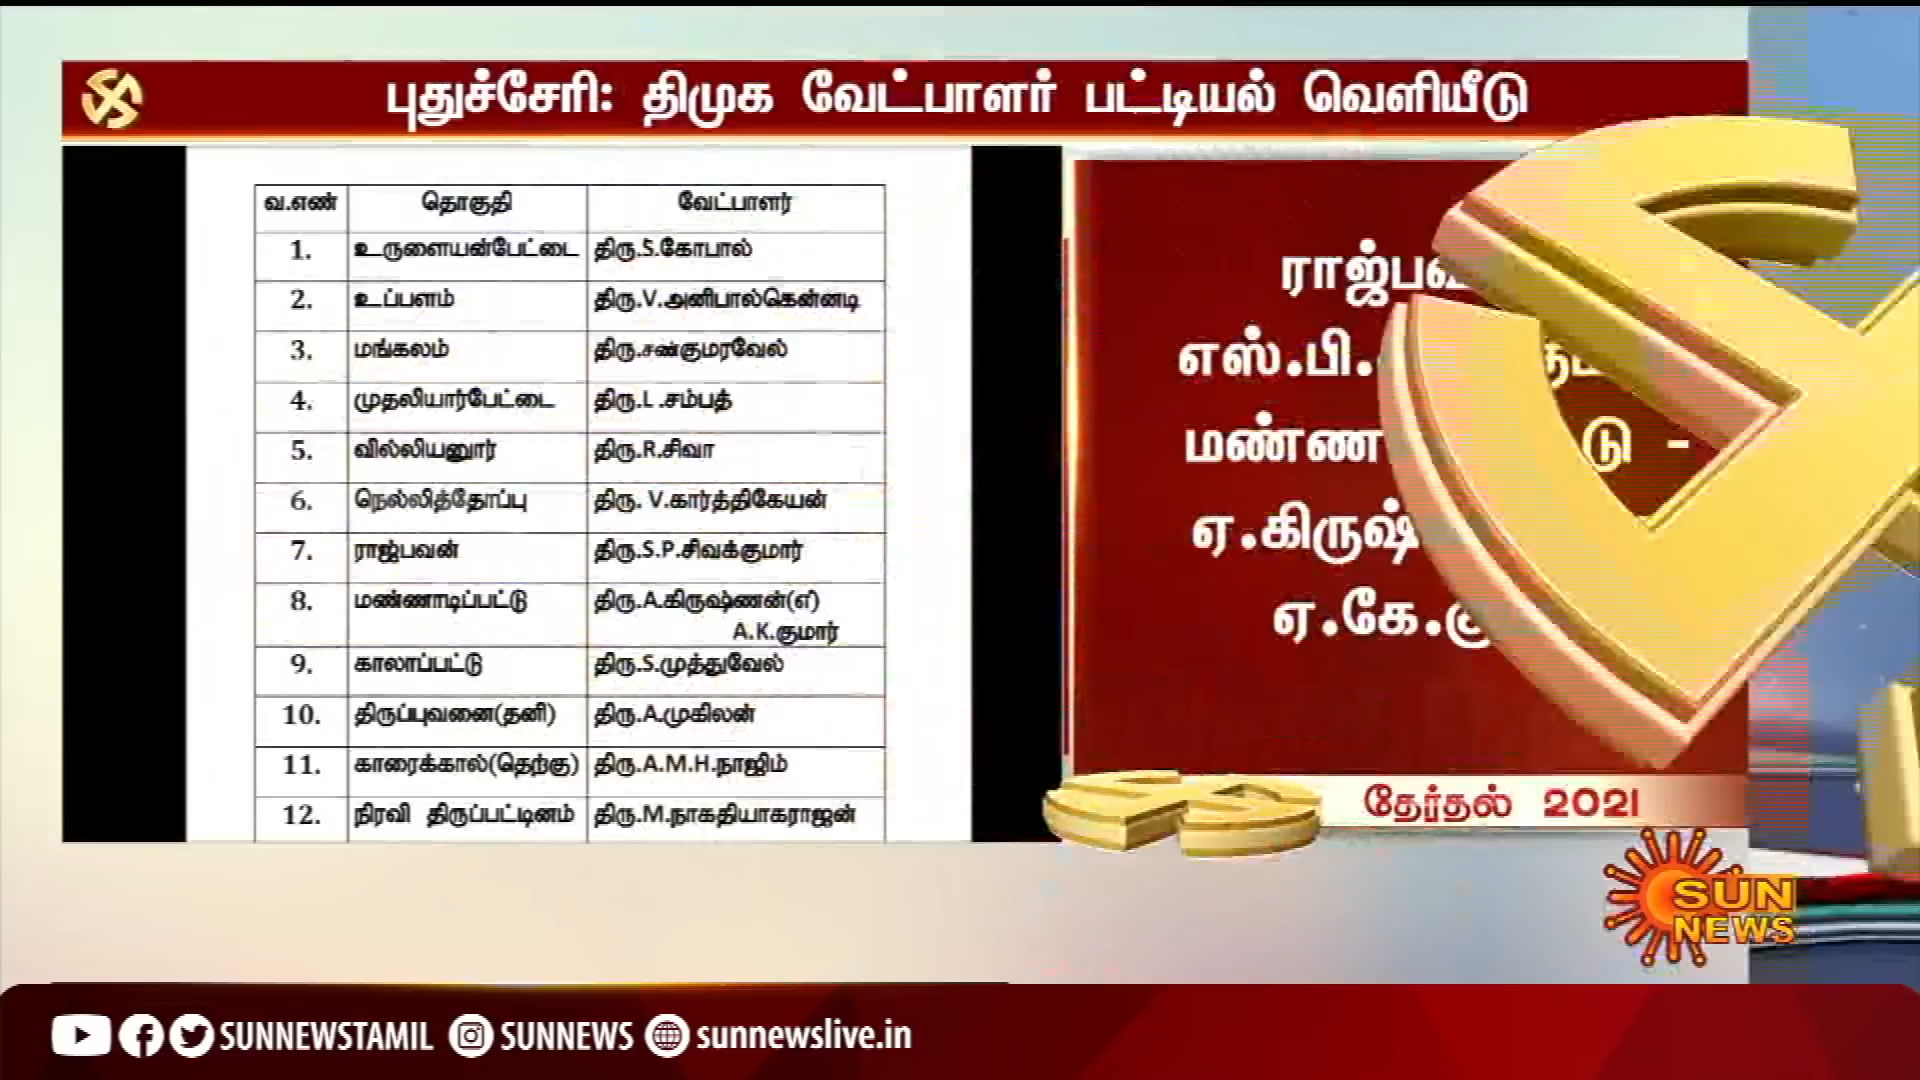 புதுச்சேரி: திமுக வேட்பாளர் பட்டியல் வெளியீடு
வ.எண் தொகுதி வேட்பாளர்
1. உருளையன்பேட்டை திரு.S.கோபால்
2. உப்பளம் திரு.V.அனிபால்கென்னடி
3. மங்கலம் திரு.சண்குமரவேல்
4. முதலியார்பேட்டை திரு.L .சம்பத்
5. வில்லியனூர் திரு.R.சிவா
6. நெல்லித்தோப்பு திரு. V.கார்த்திகேயன்
7. ராஜ்பவன் திரு.S.P.சிவக்குமார்
8. மண்ணாடிப்பட்டு திரு.A.கிருஷ்ணன்(எ)
A.K.குமார்
9. காலாப்பட்டு திரு.S.முத்துவேல்
10. திருப்புவனை(தனி) திரு.A.முகிலன்
11. காரைக்கால்(தெற்கு) திரு.A.M.H.நாஜிம்
12. நிரவி திருப்பட்டினம் திரு.M.நாகதியாகராஜன்
எஸ்.பி.
டு -
ஏ.கே.
தேர்தல் 2021
SUN
NEWS
SUNNEWSTAMIL SUNNEWS sunnewslive.in